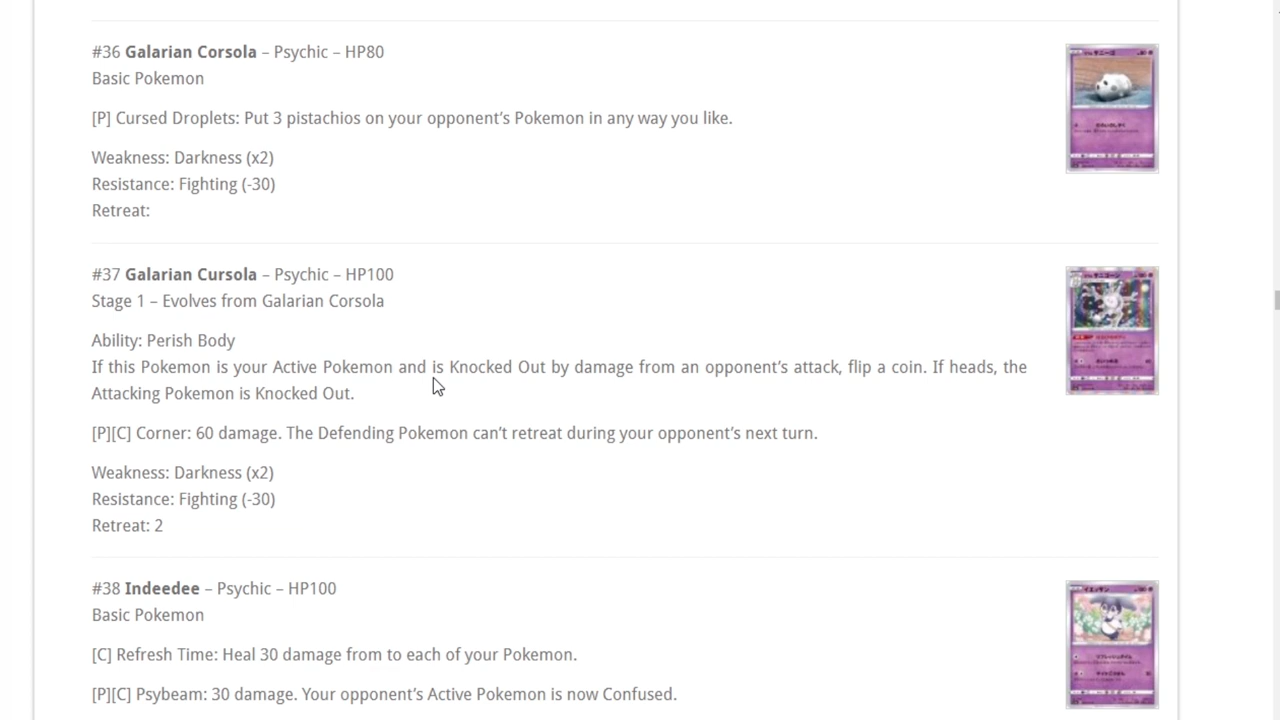 #36 Galarian Corsola – Psychic – HP80
Basic Pokemon
[P] Cursed Droplets: Put 3 pistachios on your opponent’s Pokemon in any way you like.
Weakness: Darkness (x2)
Resistance: Fighting (-30)
Retreat:
#37 Galarian Cursola – Psychic – HP100
Stage 1 – Evolves from Galarian Corsola
Ability: Perish Body
If this Pokemon is your Active Pokemon and is Knocked Out by damage from an opponent’s attack, flip a coin. If heads, the
Attacking Pokemon is Knocked Out.
[P][C] Corner: 60 damage. The Defending Pokemon can’t retreat during your opponent’s next turn.
Weakness: Darkness (x2)
Resistance: Fighting (-30)
Retreat: 2
#38 Indeedee – Psychic – HP100
Basic Pokemon
[C] Refresh Time: Heal 30 damage from to each of your Pokemon.
[P][C] Psybeam: 30 damage. Your opponent’s Active Pokemon is now Confused.